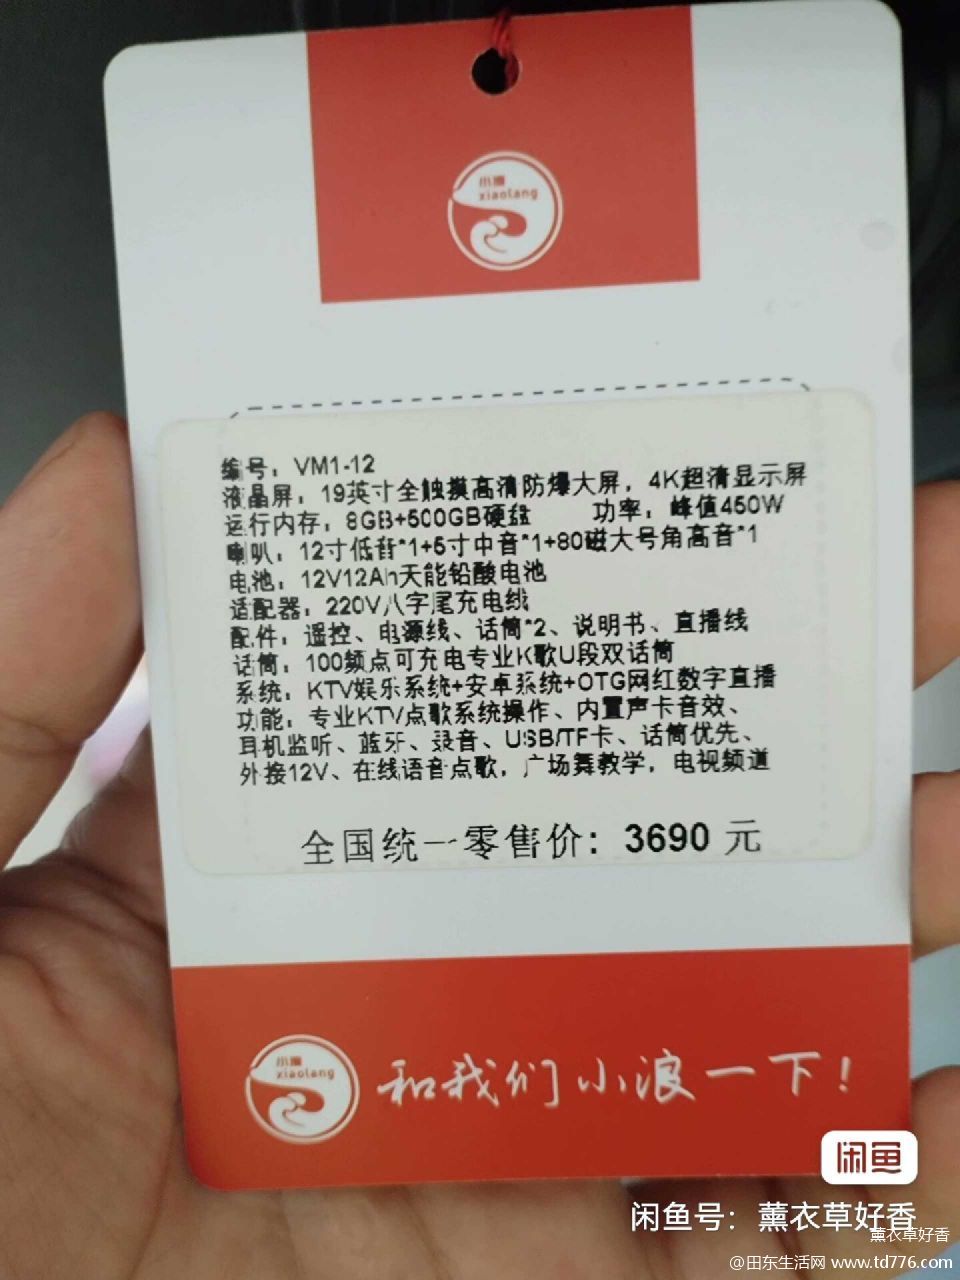 小浪
xiaolang
编号：VM1-12
液晶屏：19英寸全触摸高清防爆大屏，4K超清显示屏
运行内存：8GB+500GB硬盘 功率：峰值450W
喇叭：12寸低音*1+5寸中音*1+80磁大号角高音*1
电池：12V12Ah天能铅酸电池
适配器：220V八字尾充电线
配件：遥控、电源线、话筒*2、说明书、直播线
话筒：100频点可充电专业K歌U段双话筒
系统：KTV娱乐系统+安卓系统+OTG网红数字直播
功能：专业KTV点歌系统操作、内置声卡音效、
耳机监听、蓝牙、录音、USB/TF卡、话筒优先、
外接12V、在线语音点歌，广场舞教学，电视频道
全国统一零售价：3690 元
小浪
xiaolang
和我们小浪一下！
闲鱼
闲鱼号：薰衣草好香
薰衣草好香
@田东生活网 www.td776.com